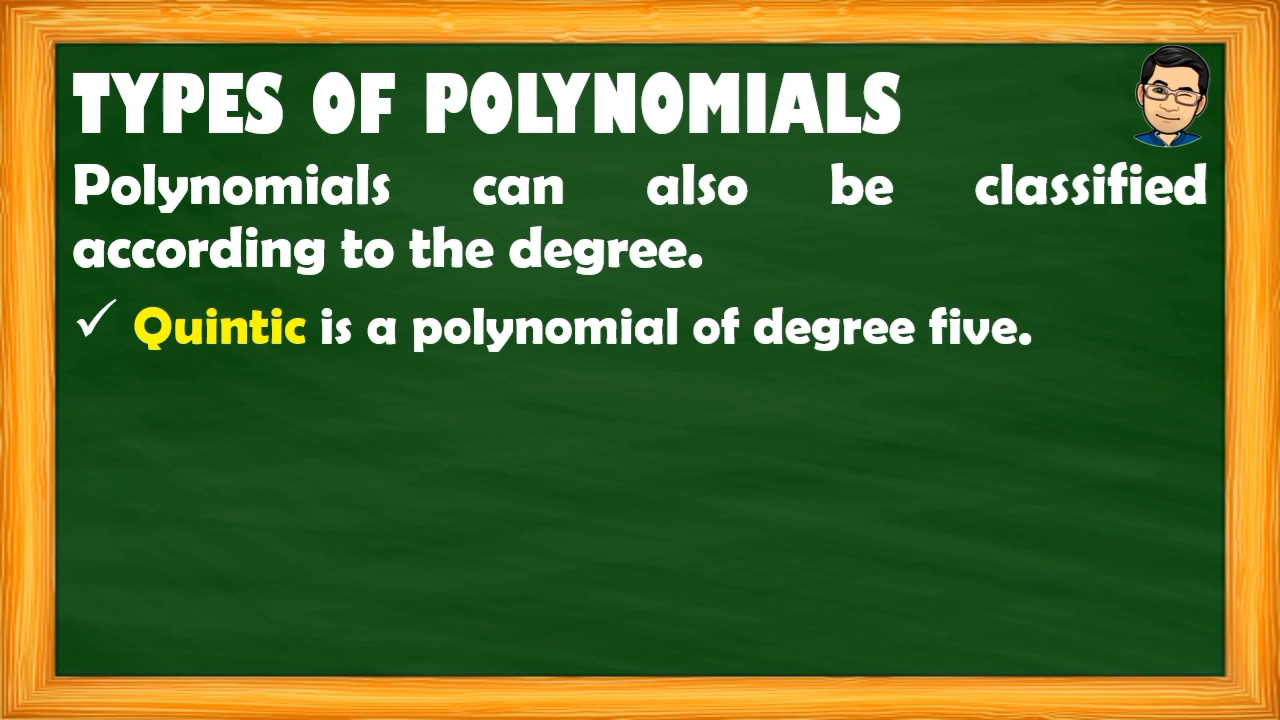 TYPES OF POLYNOMIALS
Polynomials can also be classified
according to the degree.
✓ Quintic is a polynomial of degree five.